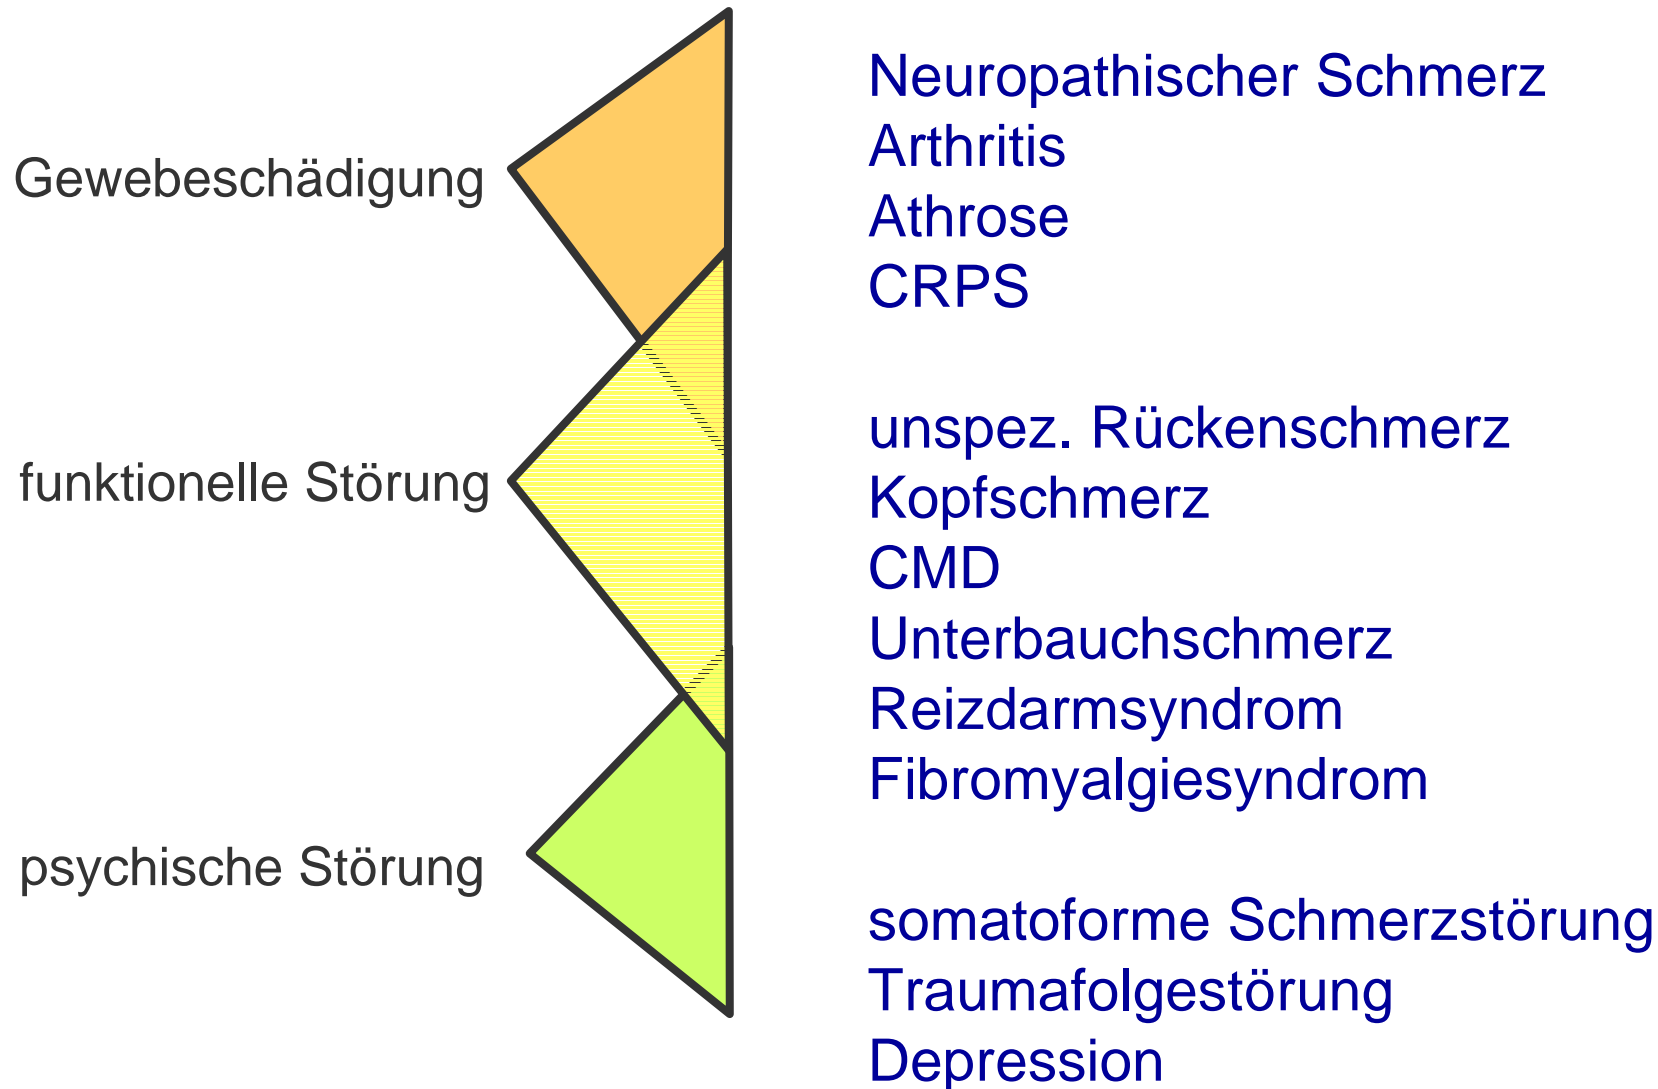 Gewebeschädigung
funktionelle Störung
psychische Störung
Neuropathischer Schmerz
Arthritis
Athrose
CRPS
unspez. Rückenschmerz
Kopfschmerz
CMD
Unterbauchschmerz
Reizdarmsyndrom
Fibromyalgiesyndrom
somatoforme Schmerzstörung
Traumafolgestörung
Depression